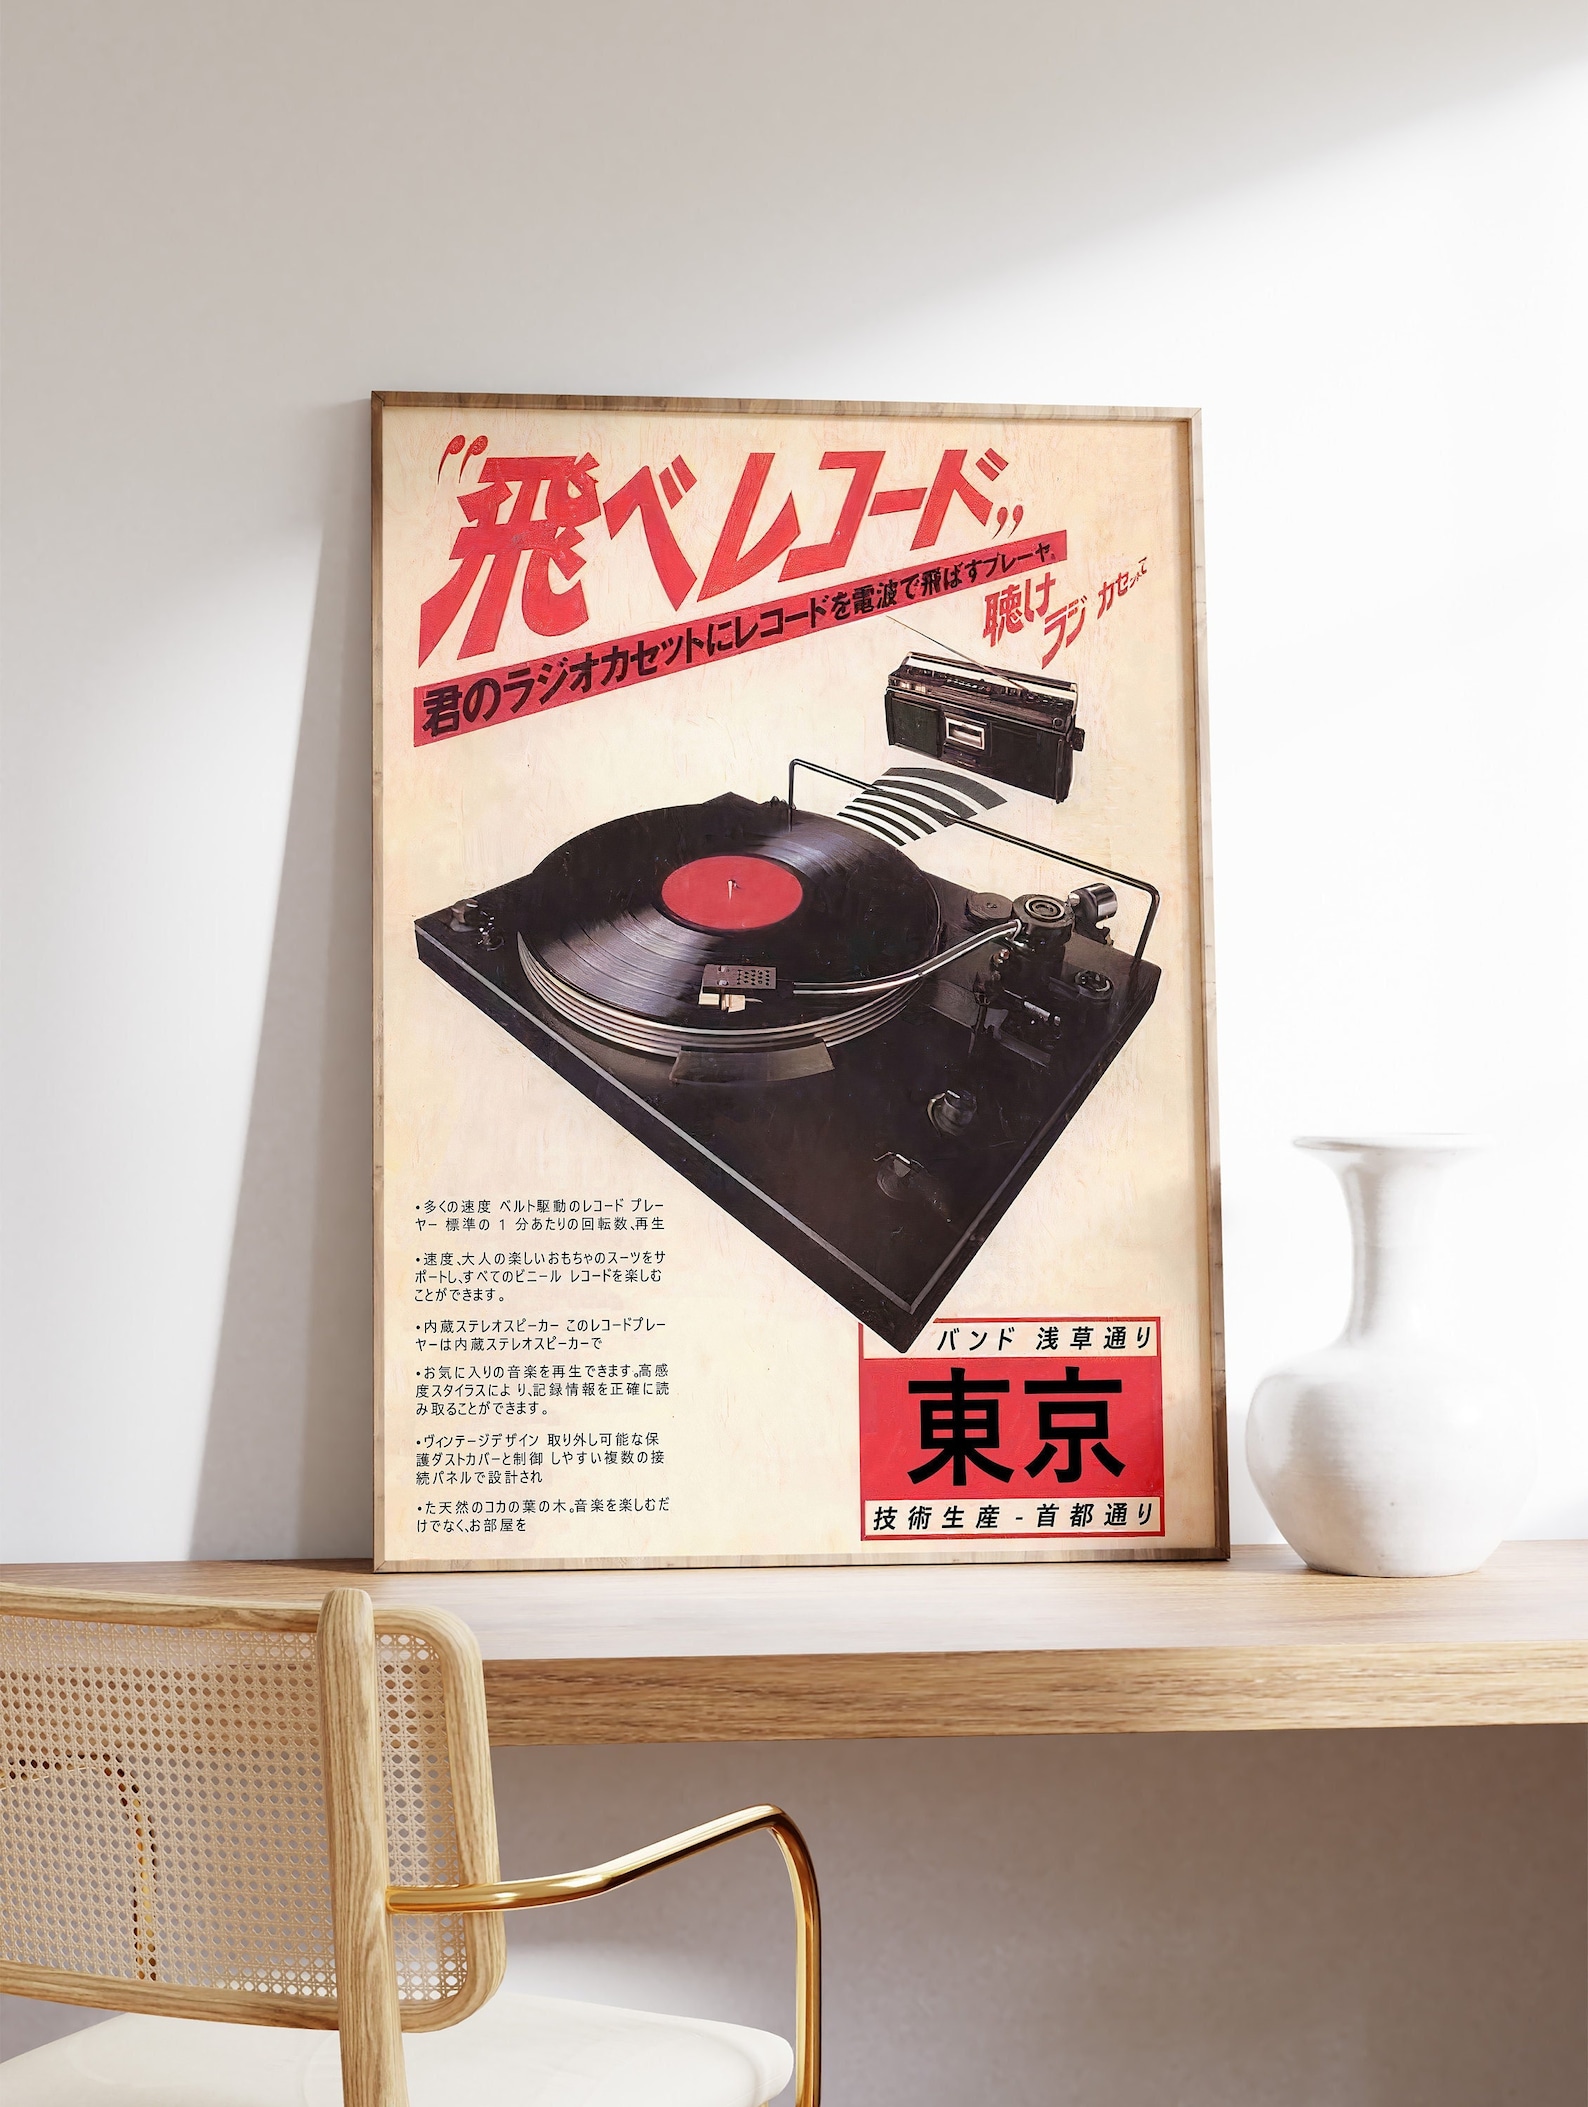 “飛べレコード„
君のラジオカセットにレコードを電波で飛ばすプレーヤ。
聴け
ラジカセントで
・多くの速度 ベルト駆動のレコード プレー
ヤー 標準の 1 分あたりの回転数、再生
・速度、大人の楽しいおもちゃのスーツをサ
ポートし、すべてのビニール レコードを楽しむ
ことができます。
・内蔵ステレオスピーカー このレコードプレー
ヤーは内蔵ステレオスピーカーで
・お気に入りの音楽を再生できます。高感
度スタイラスにより、記録情報を正確に読
み取ることができます。
・ヴィンテージデザイン 取り外し可能な保
護ダストカバーと制御 しやすい複数の接
続パネルで設計され
・た天然のココカの葉の木。音楽を楽しむだ
けでなく、お部屋を
バンド 浅草通り
東京
技術生産-首都通り